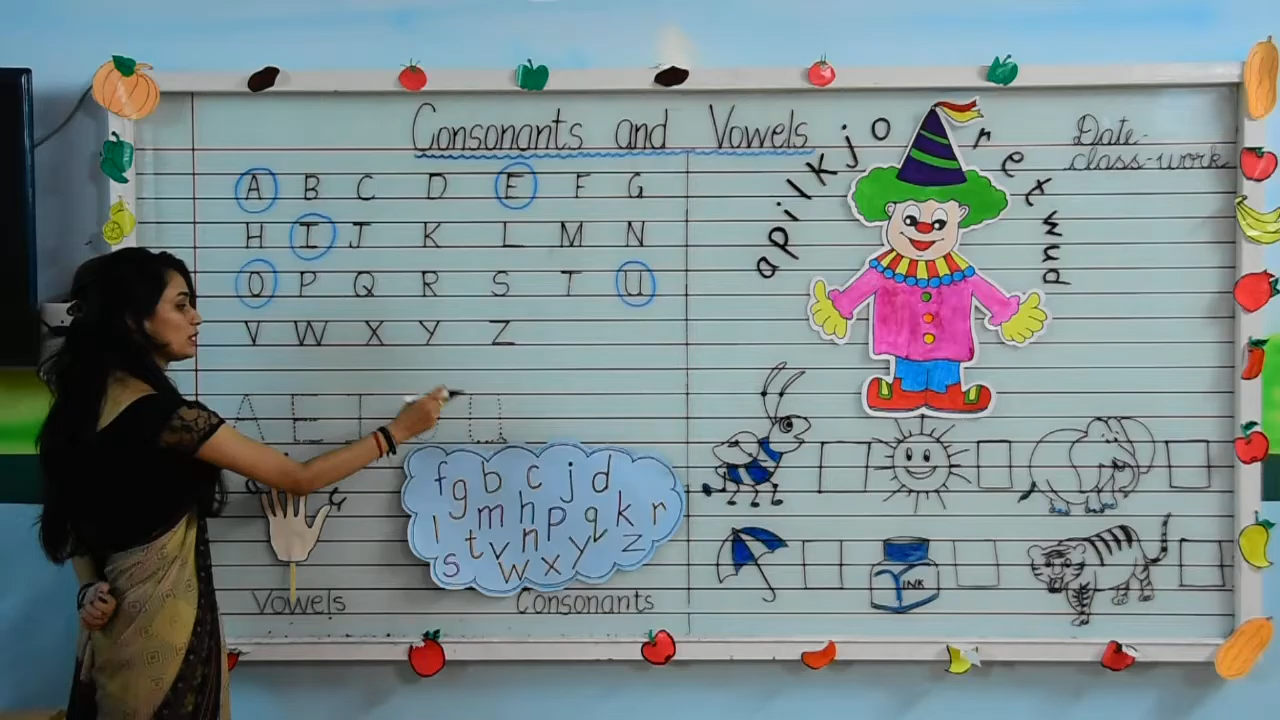 Consonants and Vowels
Date-
class-work
A B C D E F G
H I J K L M N
O P Q R S T U
V W X Y Z
a p i l k j o r e t x w m u d
A E I U
f g b c j d
l m h p q k r
s t v n y z
w x
INK
Vowels
Consonants